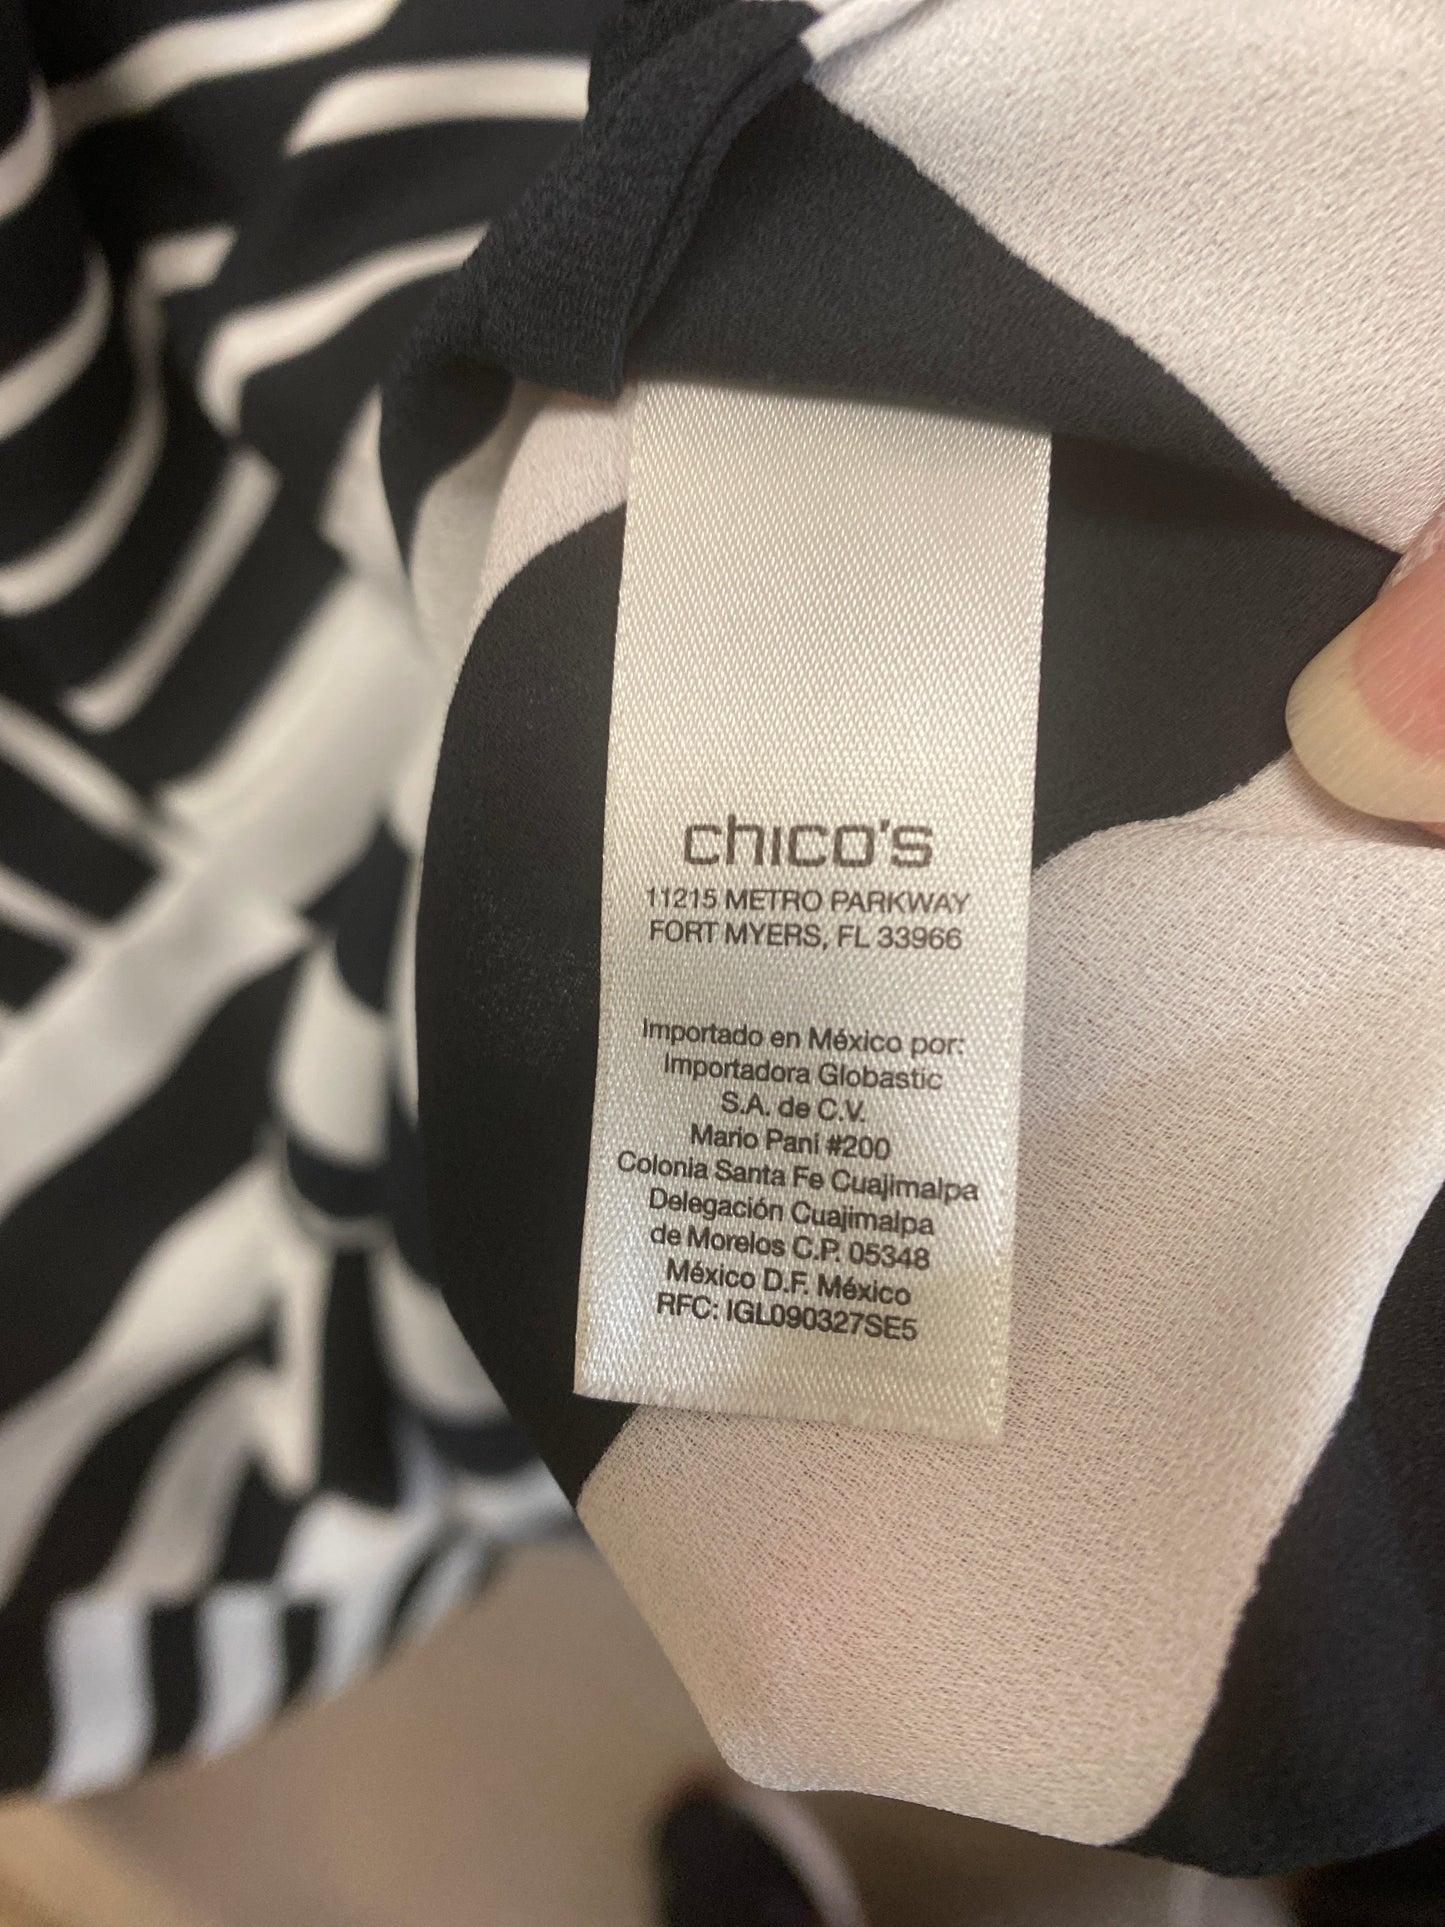 chico's
11215 METRO PARKWAY
FORT MYERS, FL 33966
Importado en México por:
Importadora Globastic
S.A. de C.V.
Mario Pani #200
Colonia Santa Fe Cuajimalpa
Delegación Cuajimalpa
de Morelos C.P. 05348
México D.F. México
RFC: IGL090327SE5